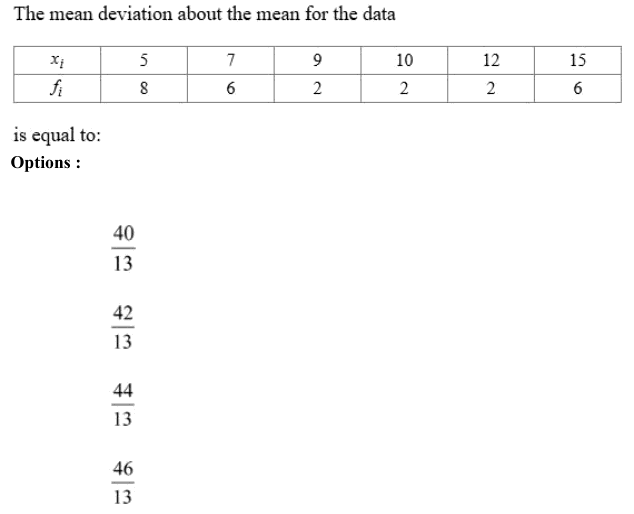 The mean deviation about the mean for the data
xᵢ 5 7 9 10 12 15
fᵢ 8 6 2 2 2 6
is equal to:
Options :
40
13
42
13
44
13
46
13